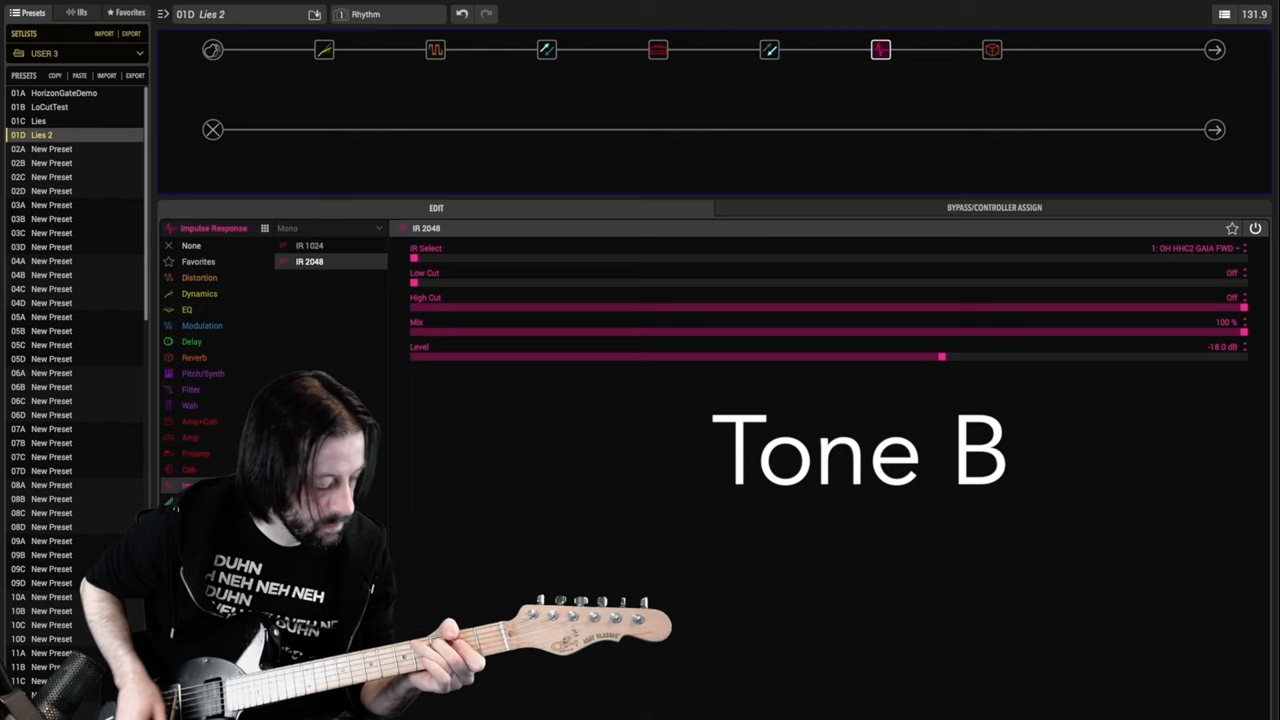 Presets
IRs
Favorites
01D Lies 2
1
Rhythm
131.9
SETLISTS
IMPORT
EXPORT
USER 3
PRESETS
COPY
PASTE
IMPORT
EXPORT
01A HorizonGateDemo
01B LoCutTest
01C Lies
01D Lies 2
02A New Preset
02B New Preset
02C New Preset
02D New Preset
03A New Preset
03B New Preset
03C New Preset
03D New Preset
04A New Preset
04B New Preset
04C New Preset
04D New Preset
05A New Preset
05B New Preset
05C New Preset
05D New Preset
06A New Preset
06B New Preset
06C New Preset
06D New Preset
07A New Preset
07B New Preset
07C New Preset
07D New Preset
08A New Preset
08B New Preset
08C New Preset
08D New Preset
09A New Preset
09B New Preset
09C New Preset
09D New Preset
10A New
10B New
10C New
10D New
11A New
11B New
11C
EDIT
BYPASS/CONTROLLER ASSIGN
Impulse Response
Mono
None
Favorites
Distortion
Dynamics
EQ
Modulation
Delay
Reverb
Pitch/Synth
Filter
Wah
Amp+Cab
Amp
Preamp
Cab
IR 1024
IR 2048
IR 2048
IR Select
1: OH HHC2 GAIA FWD
Low Cut
Off
High Cut
Off
Mix
100 %
Level
-18.0 dB
Tone B
DUHN
H NEH NEH NEH
DUHN
ASAT CLASSIC